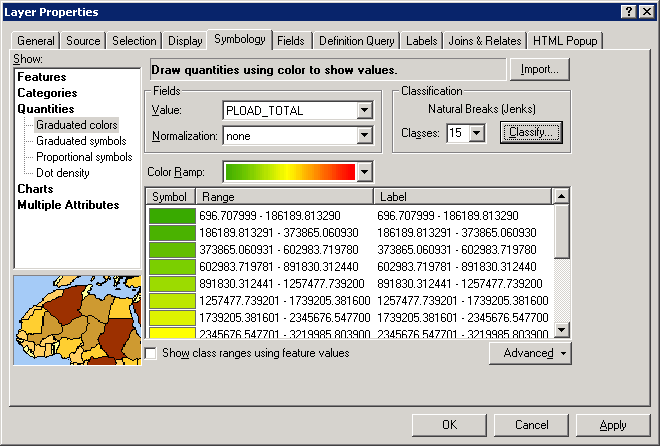 Layer Properties
General Source Selection Display Symbology Fields Definition Query Labels Joins & Relates HTML Popup
Show:
Features
Categories
Quantities
Graduated colors
Graduated symbols
Proportional symbols
Dot density
Charts
Multiple Attributes
Draw quantities using color to show values.
Import...
Fields
Value: PLOAD_TOTAL
Normalization: none
Classification
Natural Breaks (Jenks)
Classes: 15 Classify...
Color Ramp:
Symbol Range Label
696.707999 - 186189.813290 696.707999 - 186189.813290
186189.813291 - 373865.060930 186189.813291 - 373865.060930
373865.060931 - 602983.719780 373865.060931 - 602983.719780
602983.719781 - 891830.312440 602983.719781 - 891830.312440
891830.312441 - 1257477.739200 891830.312441 - 1257477.739200
1257477.739201 - 1739205.381600 1257477.739201 - 1739205.381600
1739205.381601 - 2345676.547700 1739205.381601 - 2345676.547700
2345676.547701 - 3219985.803900 2345676.547701 - 3219985.803900
Show class ranges using feature values
Advanced
OK Cancel Apply